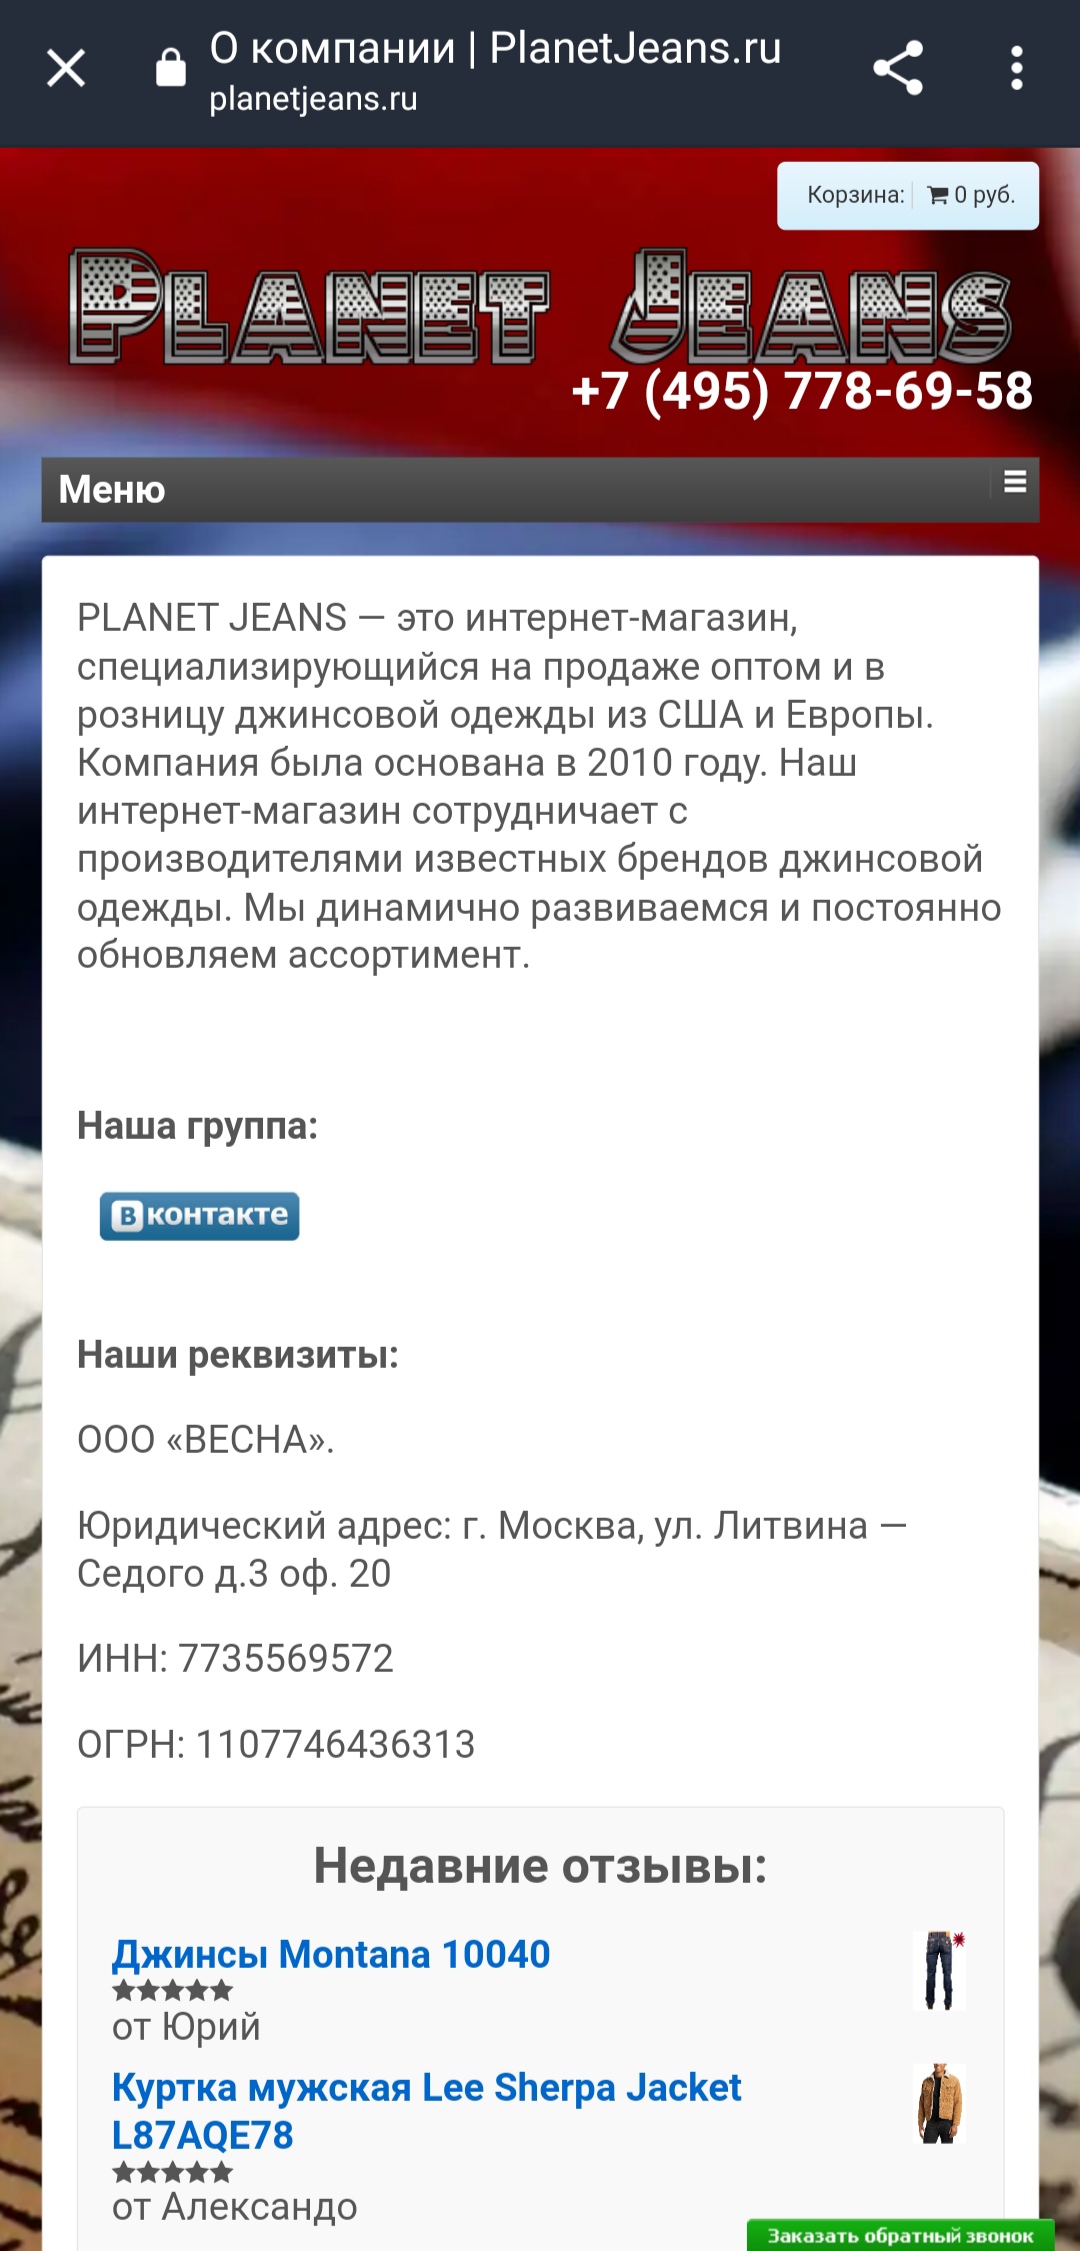 О компании | PlanetJeans.ru
planetjeans.ru
Корзина: 0 руб.
PLANET JEANS
+7 (495) 778-69-58
Меню
PLANET JEANS — это интернет-магазин,
специализирующийся на продаже оптом и в
розницу джинсовой одежды из США и Европы.
Компания была основана в 2010 году. Наш
интернет-магазин сотрудничает с
производителями известных брендов джинсовой
одежды. Мы динамично развиваемся и постоянно
обновляем ассортимент.
Наша группа:
В контакте
Наши реквизиты:
ООО «ВЕСНА».
Юридический адрес: г. Москва, ул. Литвина —
Седого д.3 оф. 20
ИНН: 7735569572
ОГРН: 1107746436313
Недавние отзывы:
Джинсы Montana 10040
от Юрий
Куртка мужская Lee Sherpa Jacket
L87AQE78
от Александо
Заказать обратный звонок